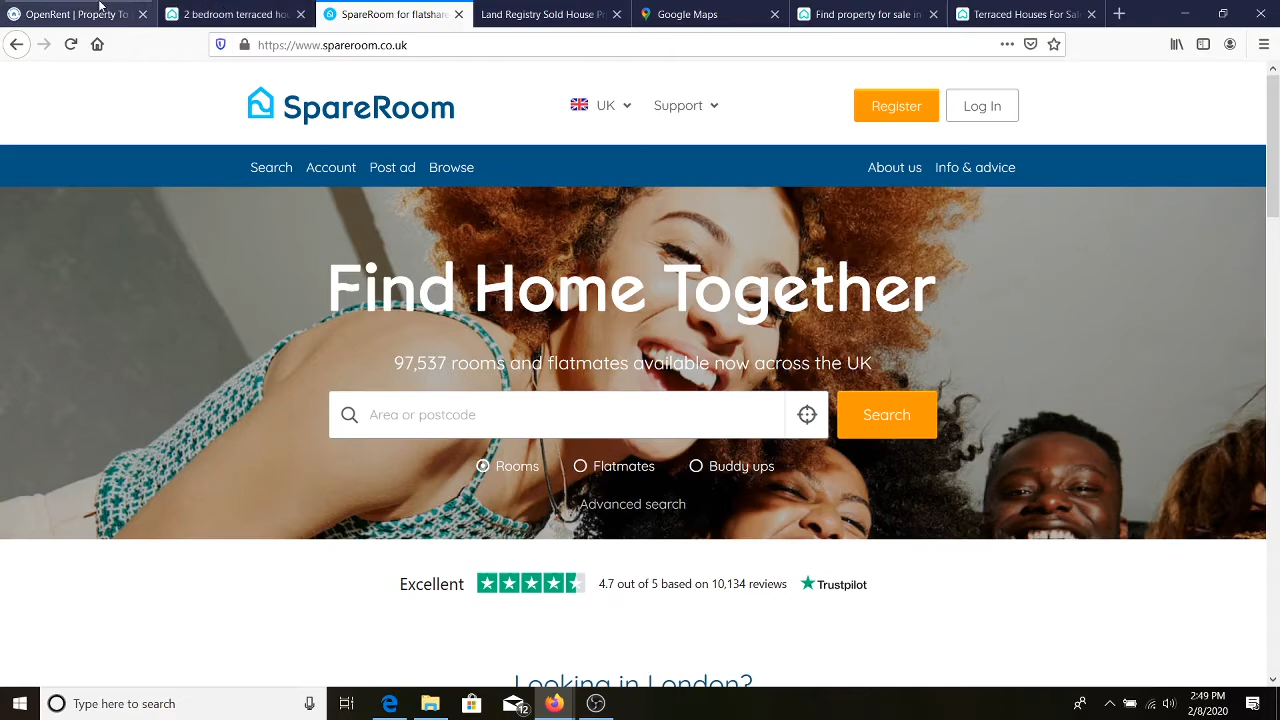 OpenRent | Property To
2 bedroom terraced hou
SpareRoom for flatshare
Land Registry Sold House Pr
Google Maps
Find property for sale in
Terraced Houses For Sal
https://www.spareroom.co.uk
SpareRoom
UK
Support
Register
Log In
Search
Account
Post ad
Browse
About us
Info & advice
Find Home Together
97,537 rooms and flatmates available now across the UK
Area or postcode
Search
Rooms
Flatmates
Buddy ups
Advanced search
Excellent
4.7 out of 5 based on 10,134 reviews
Trustpilot
Looking in London?
Type here to search
12
2:49 PM
2/8/2020